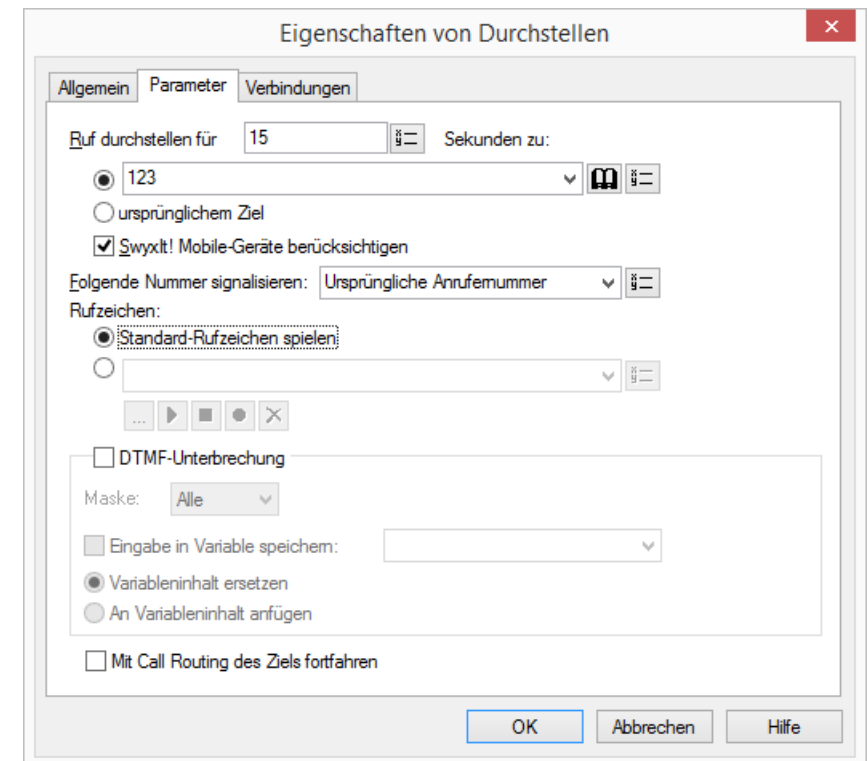 Eigenschaften von Durchstellen
Allgemein Parameter Verbindungen
Ruf durchstellen für 15 Sekunden zu:
123
ursprünglichem Ziel
SwyxIt! Mobile-Geräte berücksichtigen
Folgende Nummer signalisieren: Ursprüngliche Anrufernummer
Rufzeichen:
Standard-Rufzeichen spielen
...
DTMF-Unterbrechung
Maske: Alle
Eingabe in Variable speichern:
Variableninhalt ersetzen
An Variableninhalt anfügen
Mit Call Routing des Ziels fortfahren
OK Abbrechen Hilfe